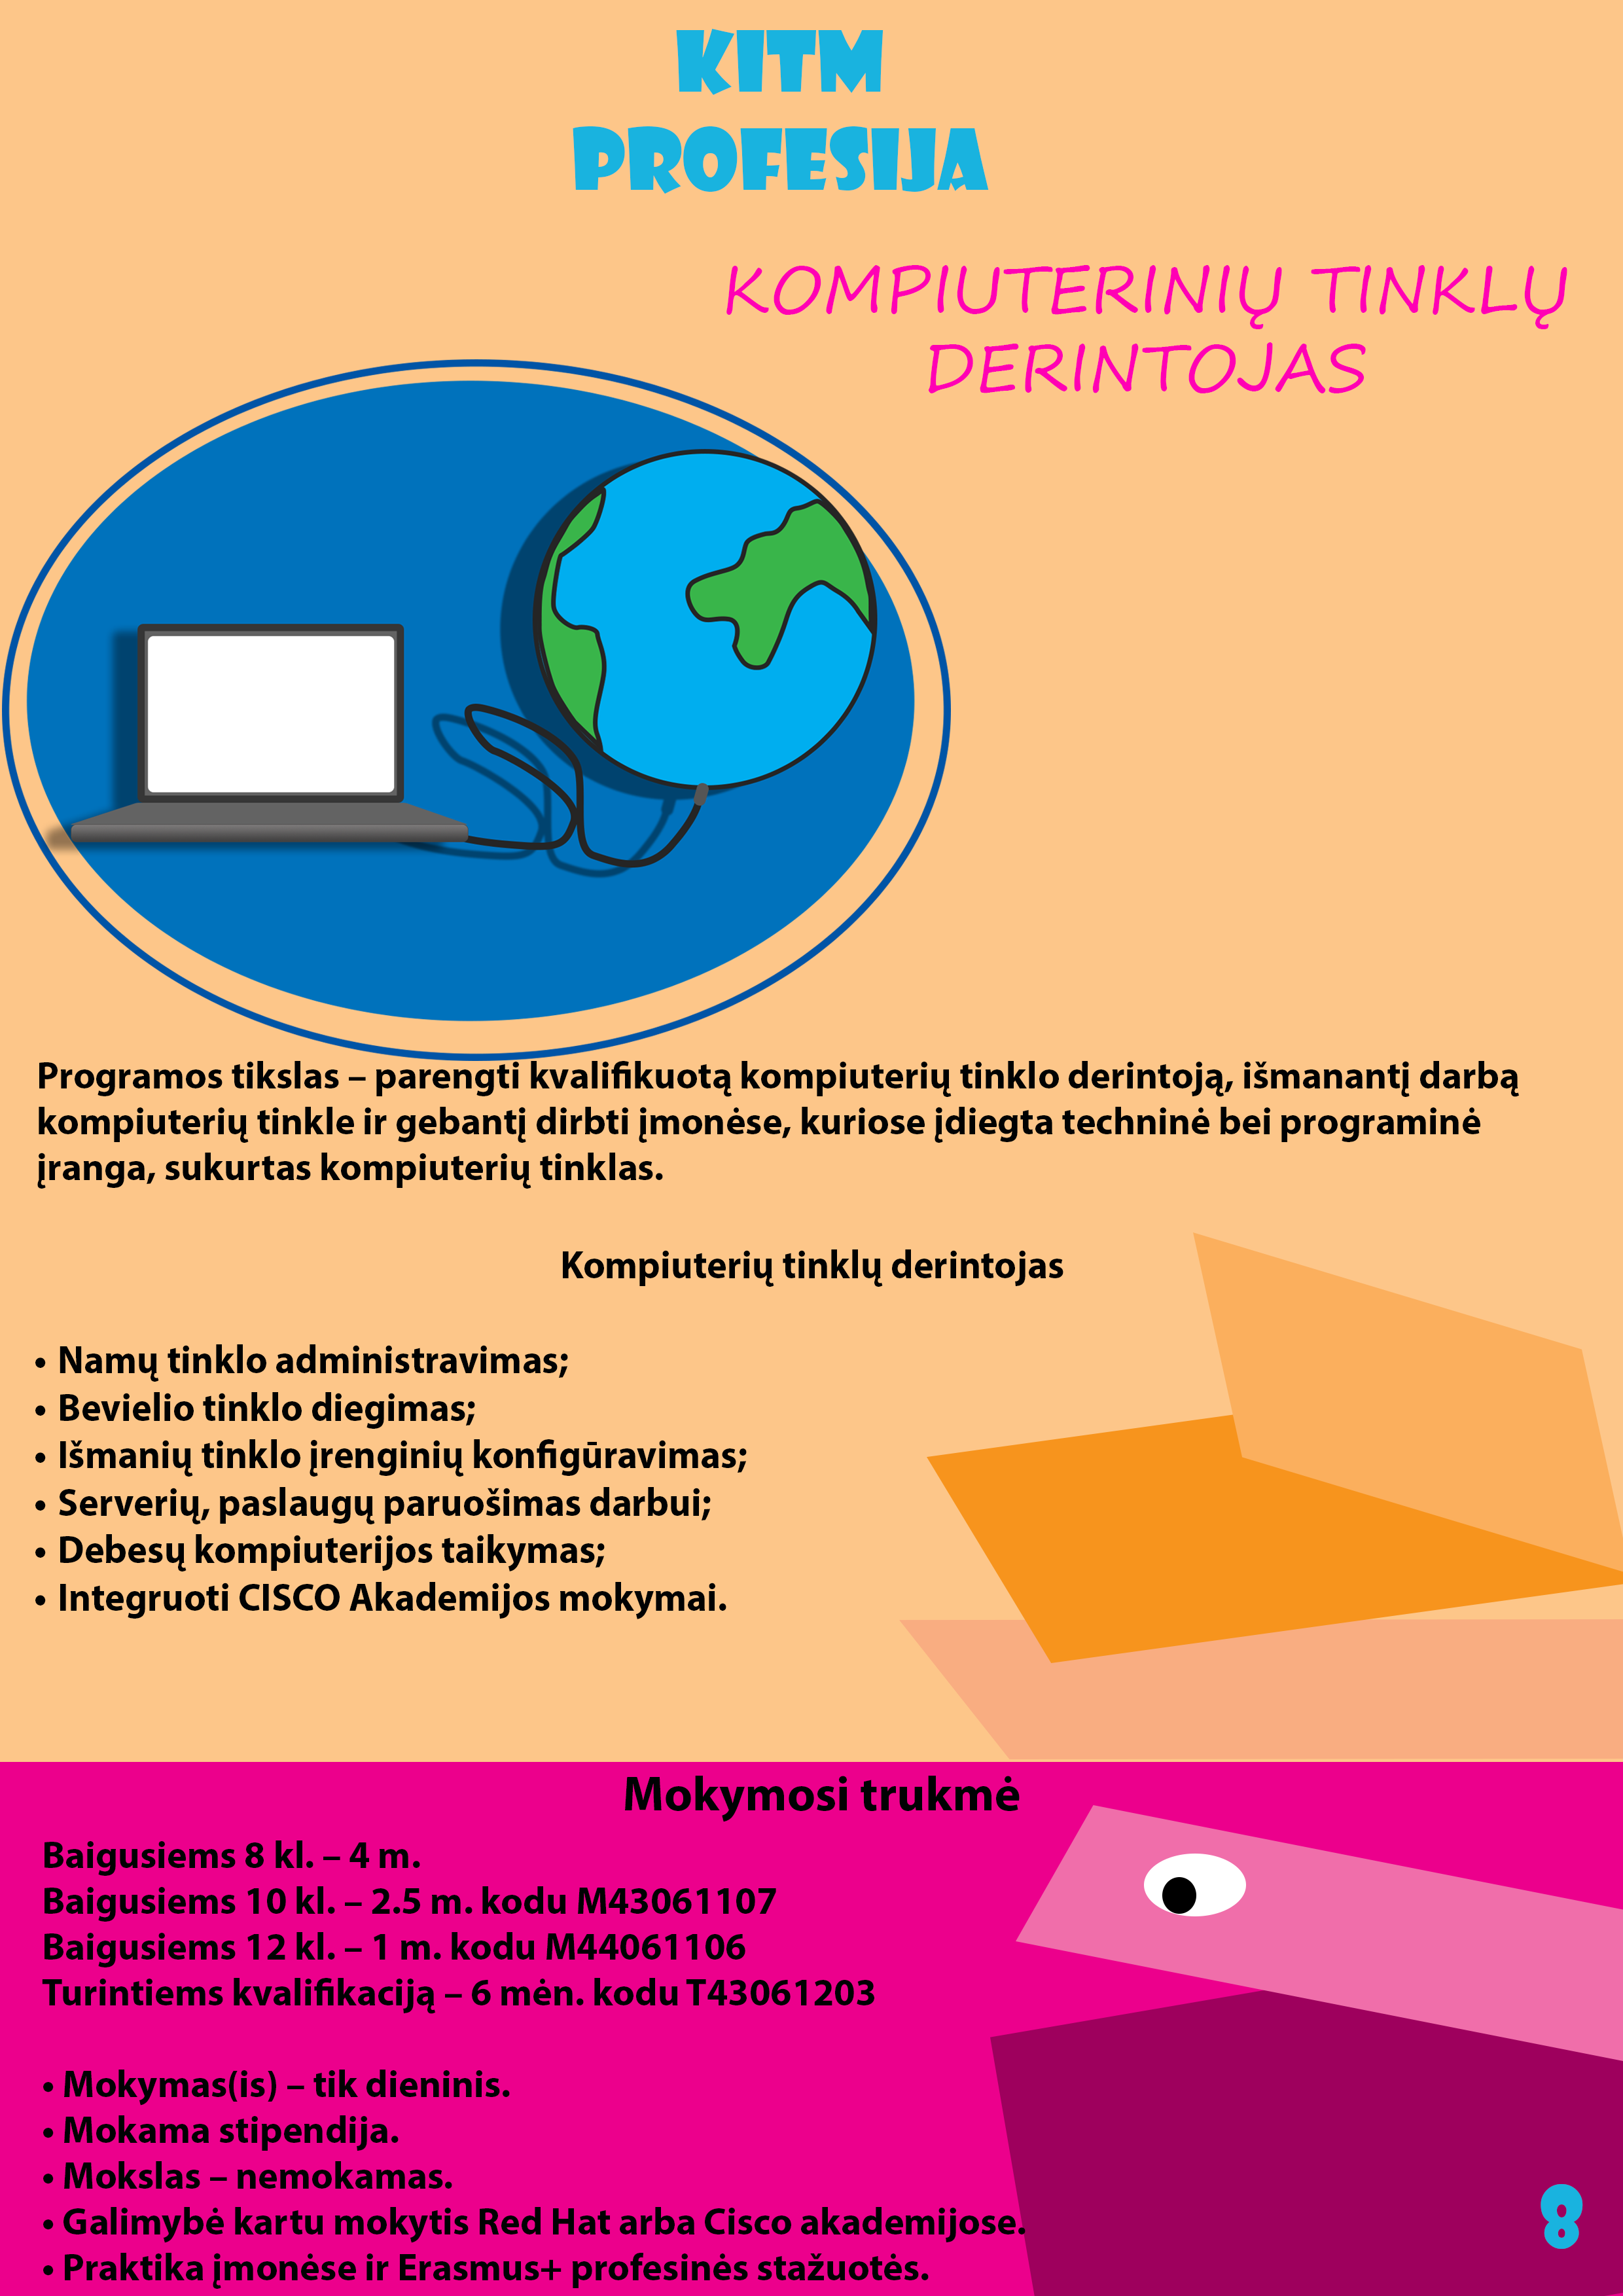 KITM
PROFESIJA
KOMPIUTERINIŲ TINKLŲ
DERINTOJAS
Programos tikslas – parengti kvalifikuotą kompiuterių tinklo derintoją, išmanantį darbą
kompiuterių tinkle ir gebantį dirbti įmonėse, kuriose įdiegta techninė bei programinė
įranga, sukurtas kompiuterių tinklas.
Kompiuterių tinklų derintojas
• Namų tinklo administravimas;
• Bevielio tinklo diegimas;
• Išmanių tinklo įrenginių konfigūravimas;
• Serverių, paslaugų paruošimas darbui;
• Debesų kompiuterijos taikymas;
• Integruoti CISCO Akademijos mokymai.
Mokymosi trukmė
Baigusiems 8 kl. – 4 m.
Baigusiems 10 kl. – 2.5 m. kodu M43061107
Baigusiems 12 kl. – 1 m. kodu M44061106
Turintiems kvalifikaciją – 6 mėn. kodu T43061203
• Mokymas(is) – tik dieninis.
• Mokama stipendija.
• Mokslas – nemokamas.
• Galimybė kartu mokytis Red Hat arba Cisco akademijose.
• Praktika įmonėse ir Erasmus+ profesinės stažuotės.
8